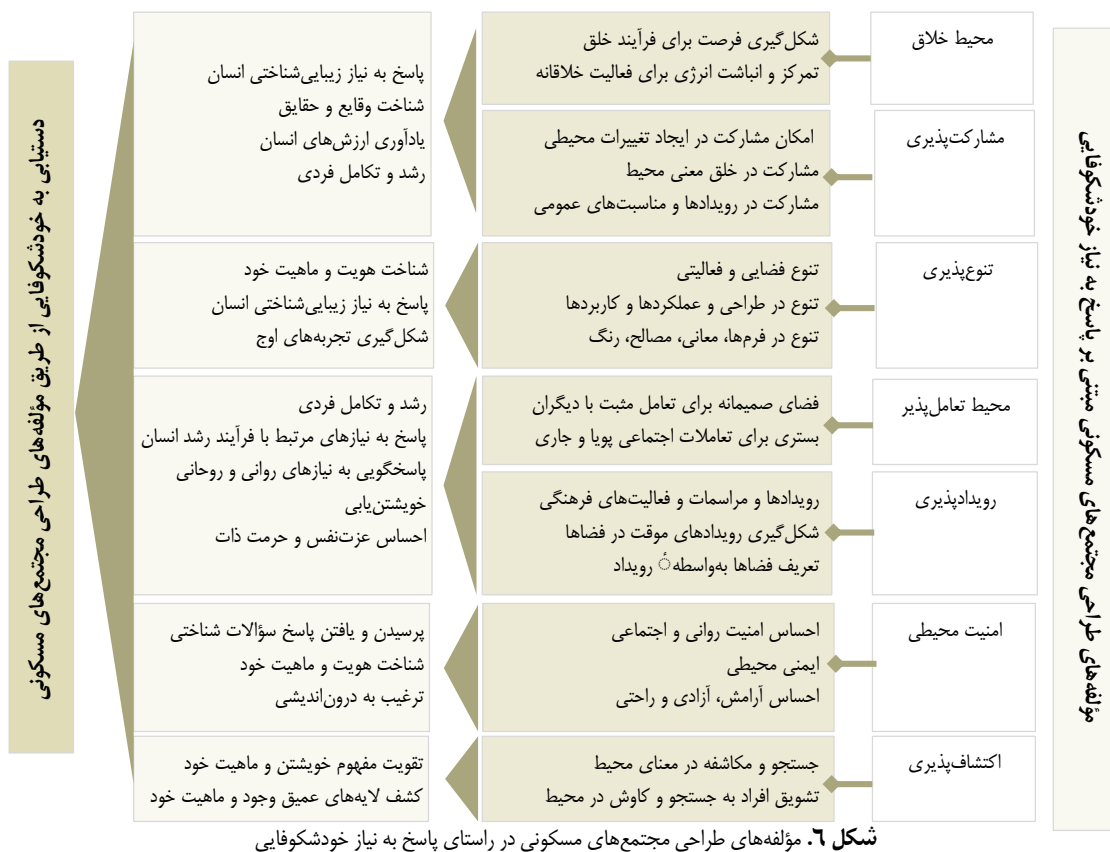 مؤلفه‌های طراحی مجتمع‌های مسکونی مبتنی بر پاسخ به نیاز خودشکوفایی
محیط خلاق
شکل‌گیری فرصت برای فرآیند خلق
تمرکز و انباشت انرژی برای فعالیت خلاقانه
مشارکت‌پذیری
امکان مشارکت در ایجاد تغییرات محیطی
مشارکت در خلق معنی محیط
مشارکت در رویدادها و مناسبت‌های عمومی
پاسخ به نیاز زیبایی‌شناختی انسان
شناخت وقایع و حقایق
یادآوری ارزش‌های انسان
رشد و تکامل فردی
تنوع‌پذیری
تنوع فضایی و فعالیتی
تنوع در طراحی و عملکردها و کاربردها
تنوع در فرم‌ها، معانی، مصالح، رنگ
شناخت هویت و ماهیت خود
پاسخ به نیاز زیبایی‌شناختی انسان
شکل‌گیری تجربه‌های اوج
محیط تعامل‌پذیر
فضای صمیمانه برای تعامل مثبت با دیگران
بستری برای تعاملات اجتماعی پویا و جاری
رویدادپذیری
رویدادها و مراسمات و فعالیت‌های فرهنگی
شکل‌گیری رویدادهای موقت در فضاها
تعریف فضاها به‌واسطهٔ رویداد
رشد و تکامل فردی
پاسخ به نیازهای مرتبط با فرآیند رشد انسان
پاسخگویی به نیازهای روانی و روحانی
خویشتن‌یابی
احساس عزت‌نفس و حرمت ذات
امنیت محیطی
احساس امنیت روانی و اجتماعی
ایمنی محیطی
احساس آرامش، آزادی و راحتی
پرسیدن و یافتن پاسخ سؤالات شناختی
شناخت هویت و ماهیت خود
ترغیب به درون‌اندیشی
اکتشاف‌پذیری
جستجو و مکاشفه در معنای محیط
تشویق افراد به جستجو و کاوش در محیط
تقویت مفهوم خویشتن و ماهیت خود
کشف لایه‌های عمیق وجود و ماهیت خود
دستیابی به خودشکوفایی از طریق مؤلفه‌های طراحی مجتمع‌های مسکونی
شکل ٦. مؤلفه‌های طراحی مجتمع‌های مسکونی در راستای پاسخ به نیاز خودشکوفایی